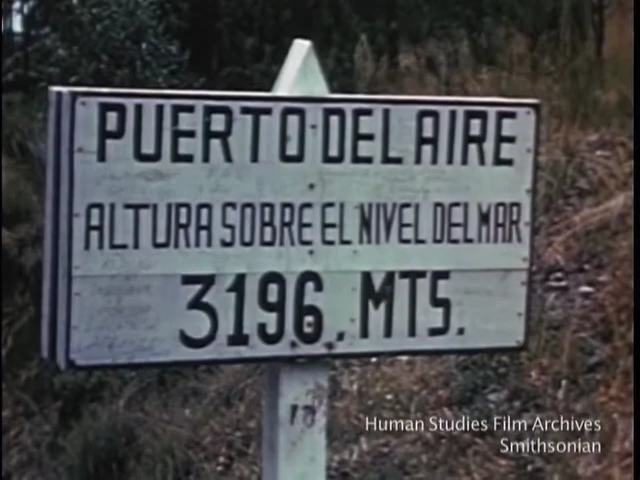 PUERTO DEL AIRE
ALTURA SOBRE EL NIVEL DEL MAR
3196. MTS.
Human Studies Film Archives
Smithsonian